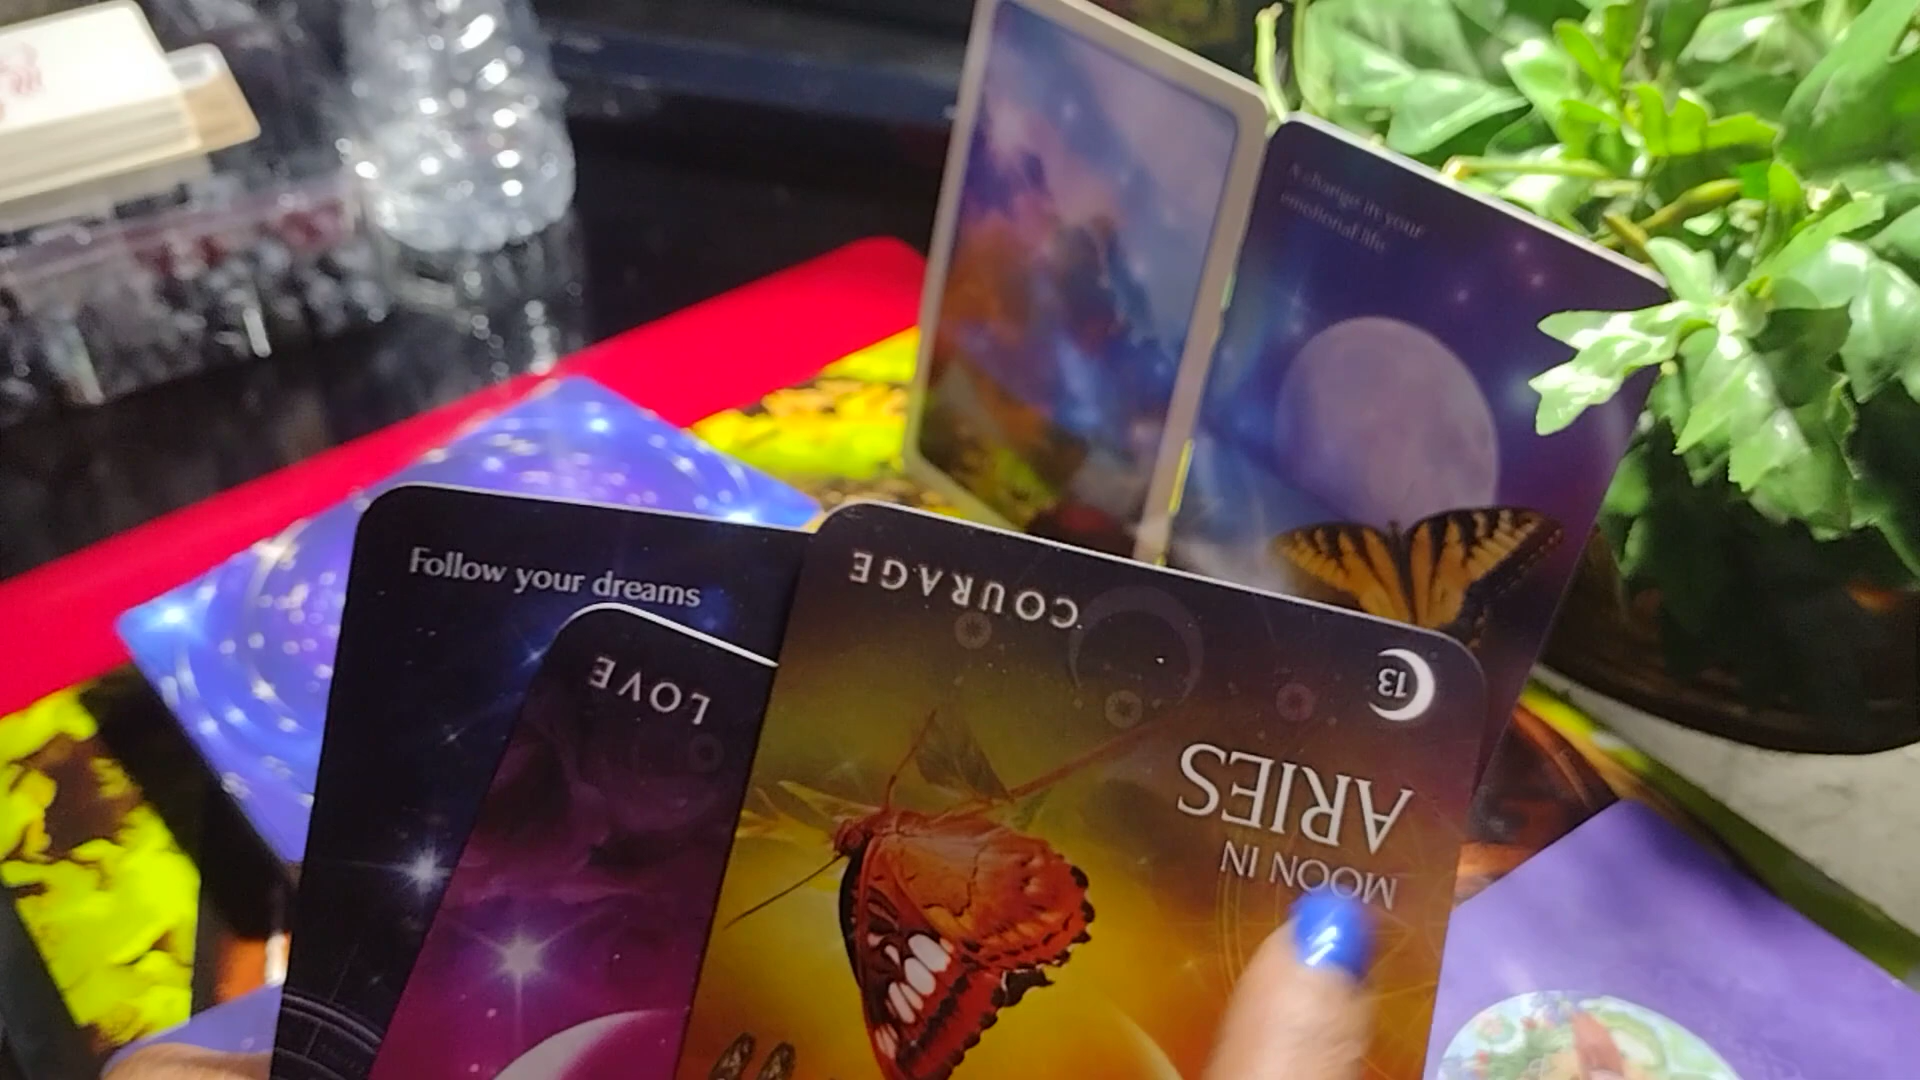 A change in your
emotional life
Follow your dreams
LOVE
COURAGE
13
ARIES
MOON IN